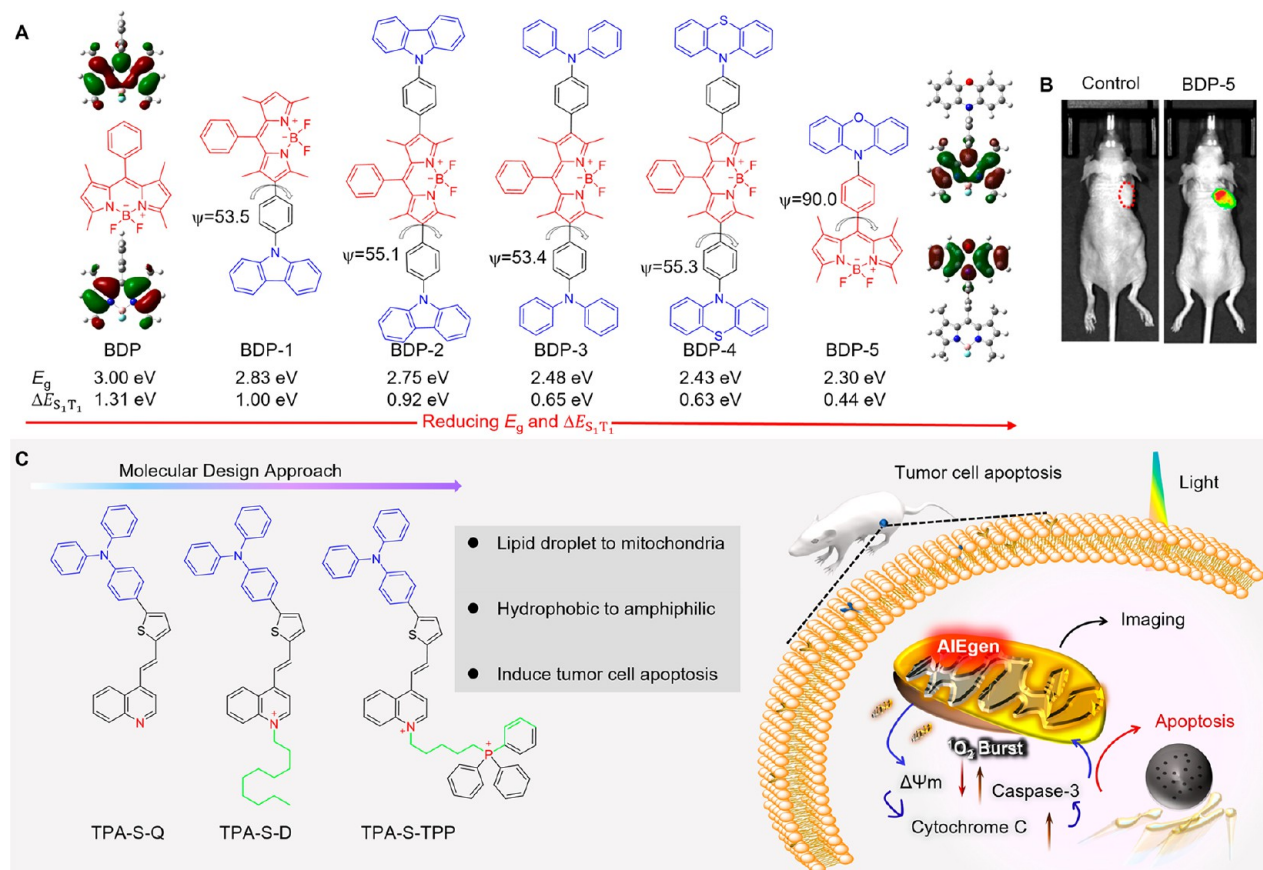 A
B
Control BDP-5
ψ=53.5
ψ=55.1
ψ=53.4
ψ=55.3
ψ=90.0
F
F
B
+
-
N
N
F
F
B
-
+
N
N
N
N
N
N
B
-
+
F
F
N
N
N
N
B
-
+
F
F
N
S
N
N
N
B
-
+
F
F
N
S
O
N
N
N
B
-
+
F
F
BDP BDP-1 BDP-2 BDP-3 BDP-4 BDP-5
Eg 3.00 eV 2.83 eV 2.75 eV 2.48 eV 2.43 eV 2.30 eV
ΔES₁T₁ 1.31 eV 1.00 eV 0.92 eV 0.65 eV 0.63 eV 0.44 eV
Reducing Eg and ΔES₁T₁
C
Molecular Design Approach
N
S
N
N
S
N
+
N
S
N
+
P
+
TPA-S-Q TPA-S-D TPA-S-TPP
● Lipid droplet to mitochondria
● Hydrophobic to amphiphilic
● Induce tumor cell apoptosis
Tumor cell apoptosis
Light
Imaging
AIEgen
Apoptosis
¹O₂ Burst
ΔΨm
Caspase-3
Cytochrome C